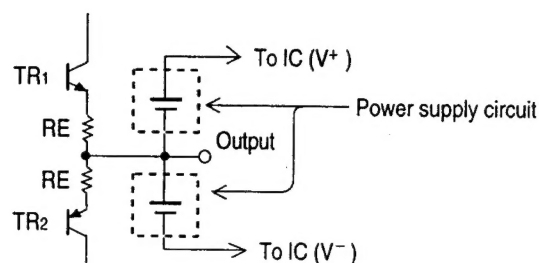 To IC (V⁺)
TR₁
RE
Power supply circuit
Output
RE
TR₂
To IC (V⁻)